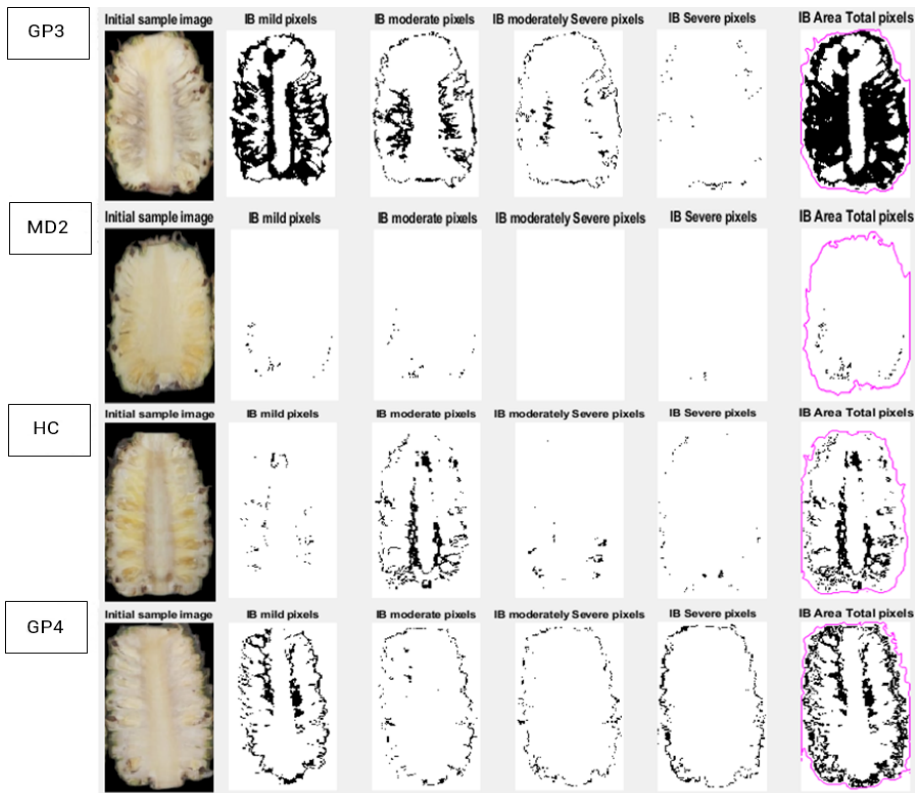 GP3
Initial sample image IB mild pixels IB moderate pixels IB moderately Severe pixels IB Severe pixels IB Area Total pixels
MD2
Initial sample image IB mild pixels IB moderate pixels IB moderately Severe pixels IB Severe pixels IB Area Total pixels
HC
Initial sample image IB mild pixels IB moderate pixels IB moderately Severe pixels IB Severe pixels IB Area Total pixels
GP4
Initial sample image IB mild pixels IB moderate pixels IB moderately Severe pixels IB Severe pixels IB Area Total pixels